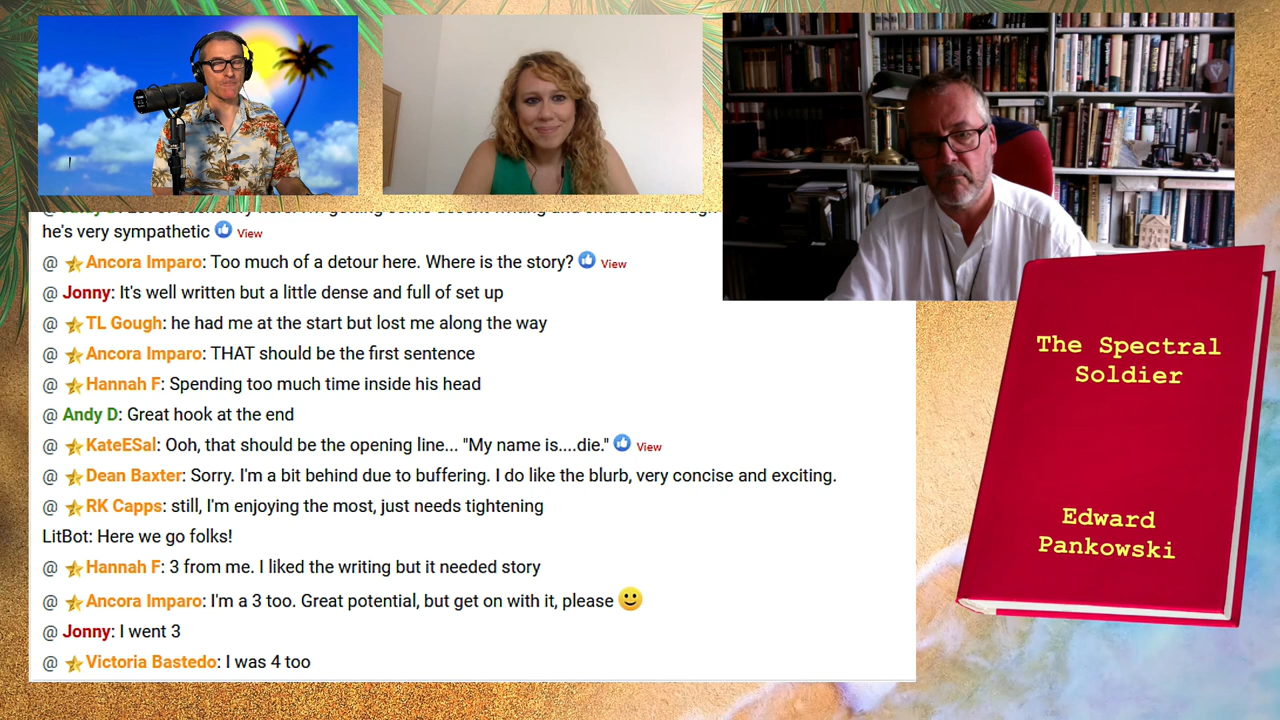 he's very sympathetic View
@ Ancora Imparo: Too much of a detour here. Where is the story? View
@ Jonny: It's well written but a little dense and full of set up
@ TL Gough: he had me at the start but lost me along the way
@ Ancora Imparo: THAT should be the first sentence
@ Hannah F: Spending too much time inside his head
@ Andy D: Great hook at the end
@ KateESal: Ooh, that should be the opening line... "My name is....die." View
@ Dean Baxter: Sorry. I'm a bit behind due to buffering. I do like the blurb, very concise and exciting.
@ RK Capps: still, I'm enjoying the most, just needs tightening
LitBot: Here we go folks!
@ Hannah F: 3 from me. I liked the writing but it needed story
@ Ancora Imparo: I'm a 3 too. Great potential, but get on with it, please 🙂
@ Jonny: I went 3
@ Victoria Bastedo: I was 4 too
The Spectral
Soldier
Edward
Pankowski